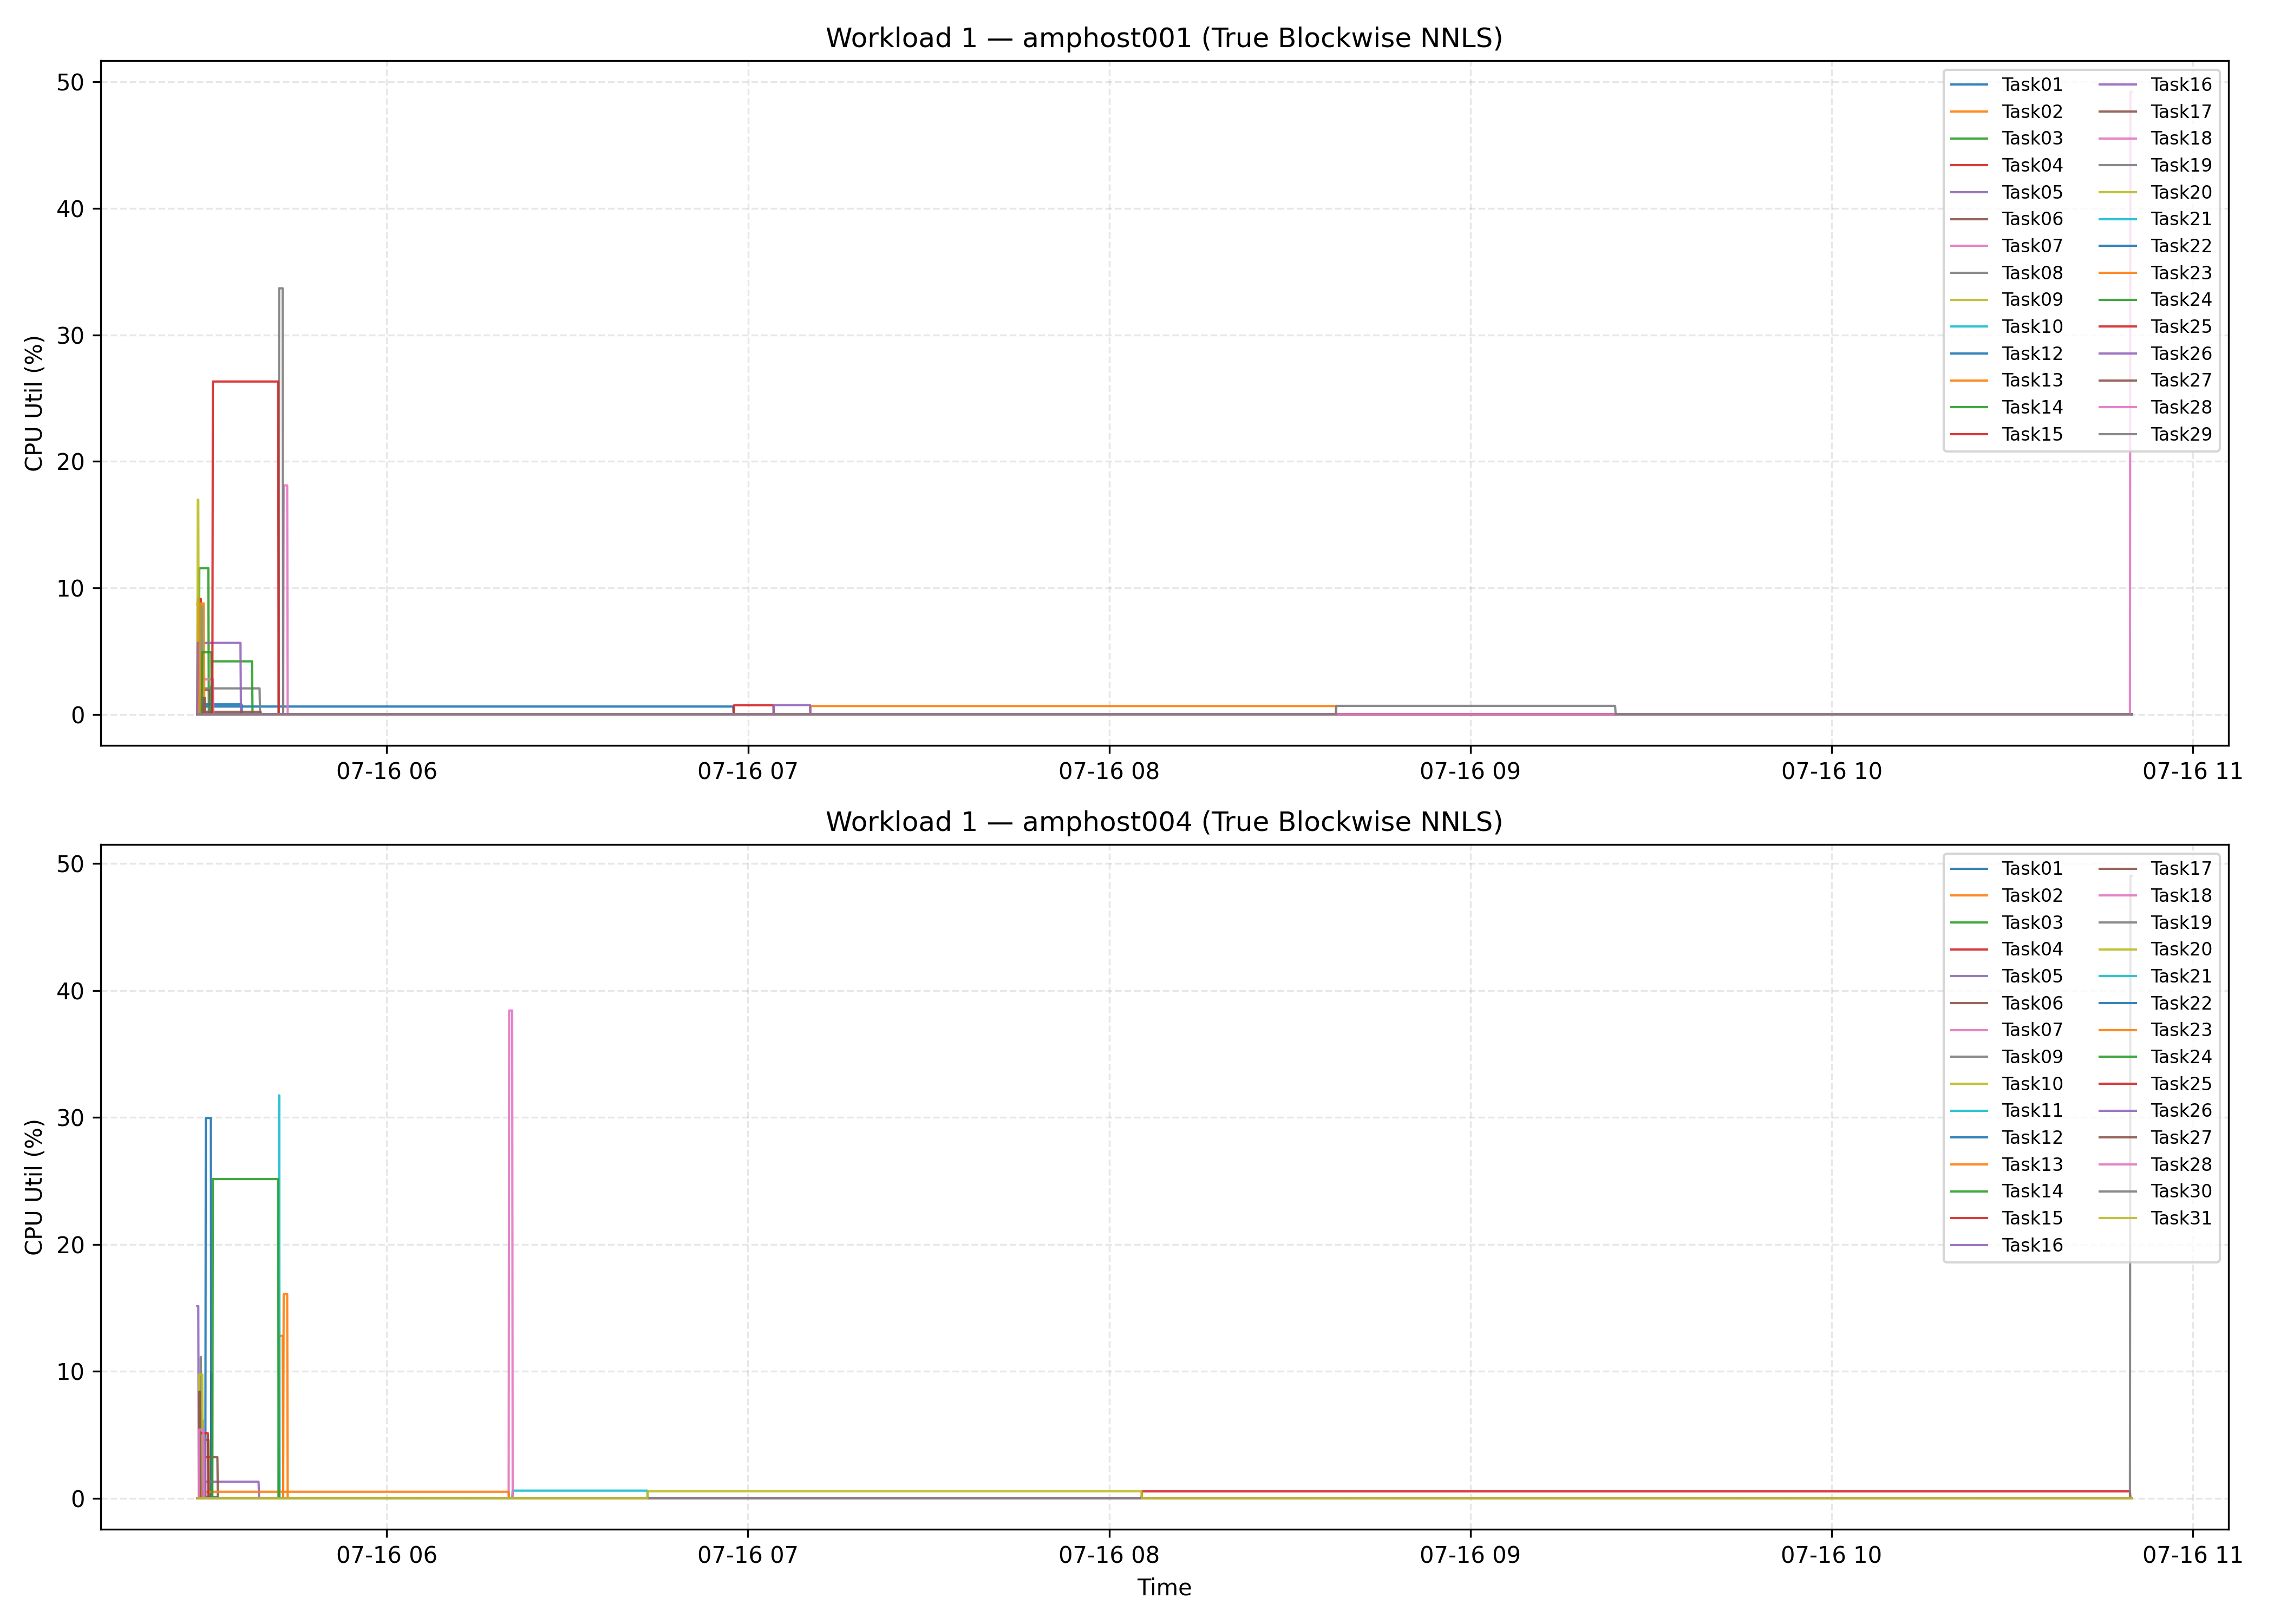 Workload 1 — amphost001 (True Blockwise NNLS)
CPU Util (%)
50
40
30
20
10
0
Task01 Task16
Task02 Task17
Task03 Task18
Task04 Task19
Task05 Task20
Task06 Task21
Task07 Task22
Task08 Task23
Task09 Task24
Task10 Task25
Task12 Task26
Task13 Task27
Task14 Task28
Task15 Task29
07-16 06 07-16 07 07-16 08 07-16 09 07-16 10 07-16 11
Workload 1 — amphost004 (True Blockwise NNLS)
CPU Util (%)
50
40
30
20
10
0
Task01 Task17
Task02 Task18
Task03 Task19
Task04 Task20
Task05 Task21
Task06 Task22
Task07 Task23
Task09 Task24
Task10 Task25
Task11 Task26
Task12 Task27
Task13 Task28
Task14 Task30
Task15 Task31
Task16
07-16 06 07-16 07 07-16 08 07-16 09 07-16 10 07-16 11
Time